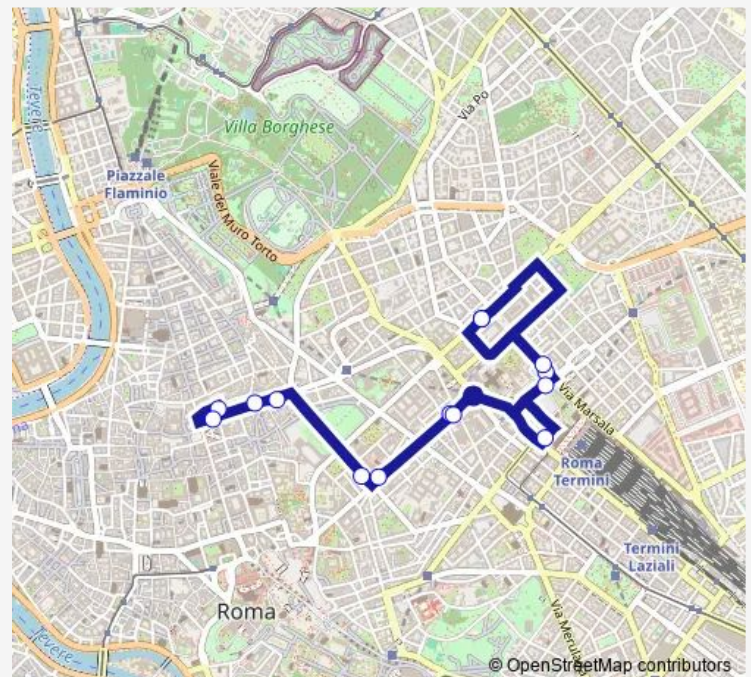 Tevere
Villa Borghese
Via Po
Piazzale
Flaminio
Viale del Muro Torto
Via Marsala
Roma
Termini
Termini
Laziali
Roma
Via Merulana
Tevere
© OpenStreetMap contributors